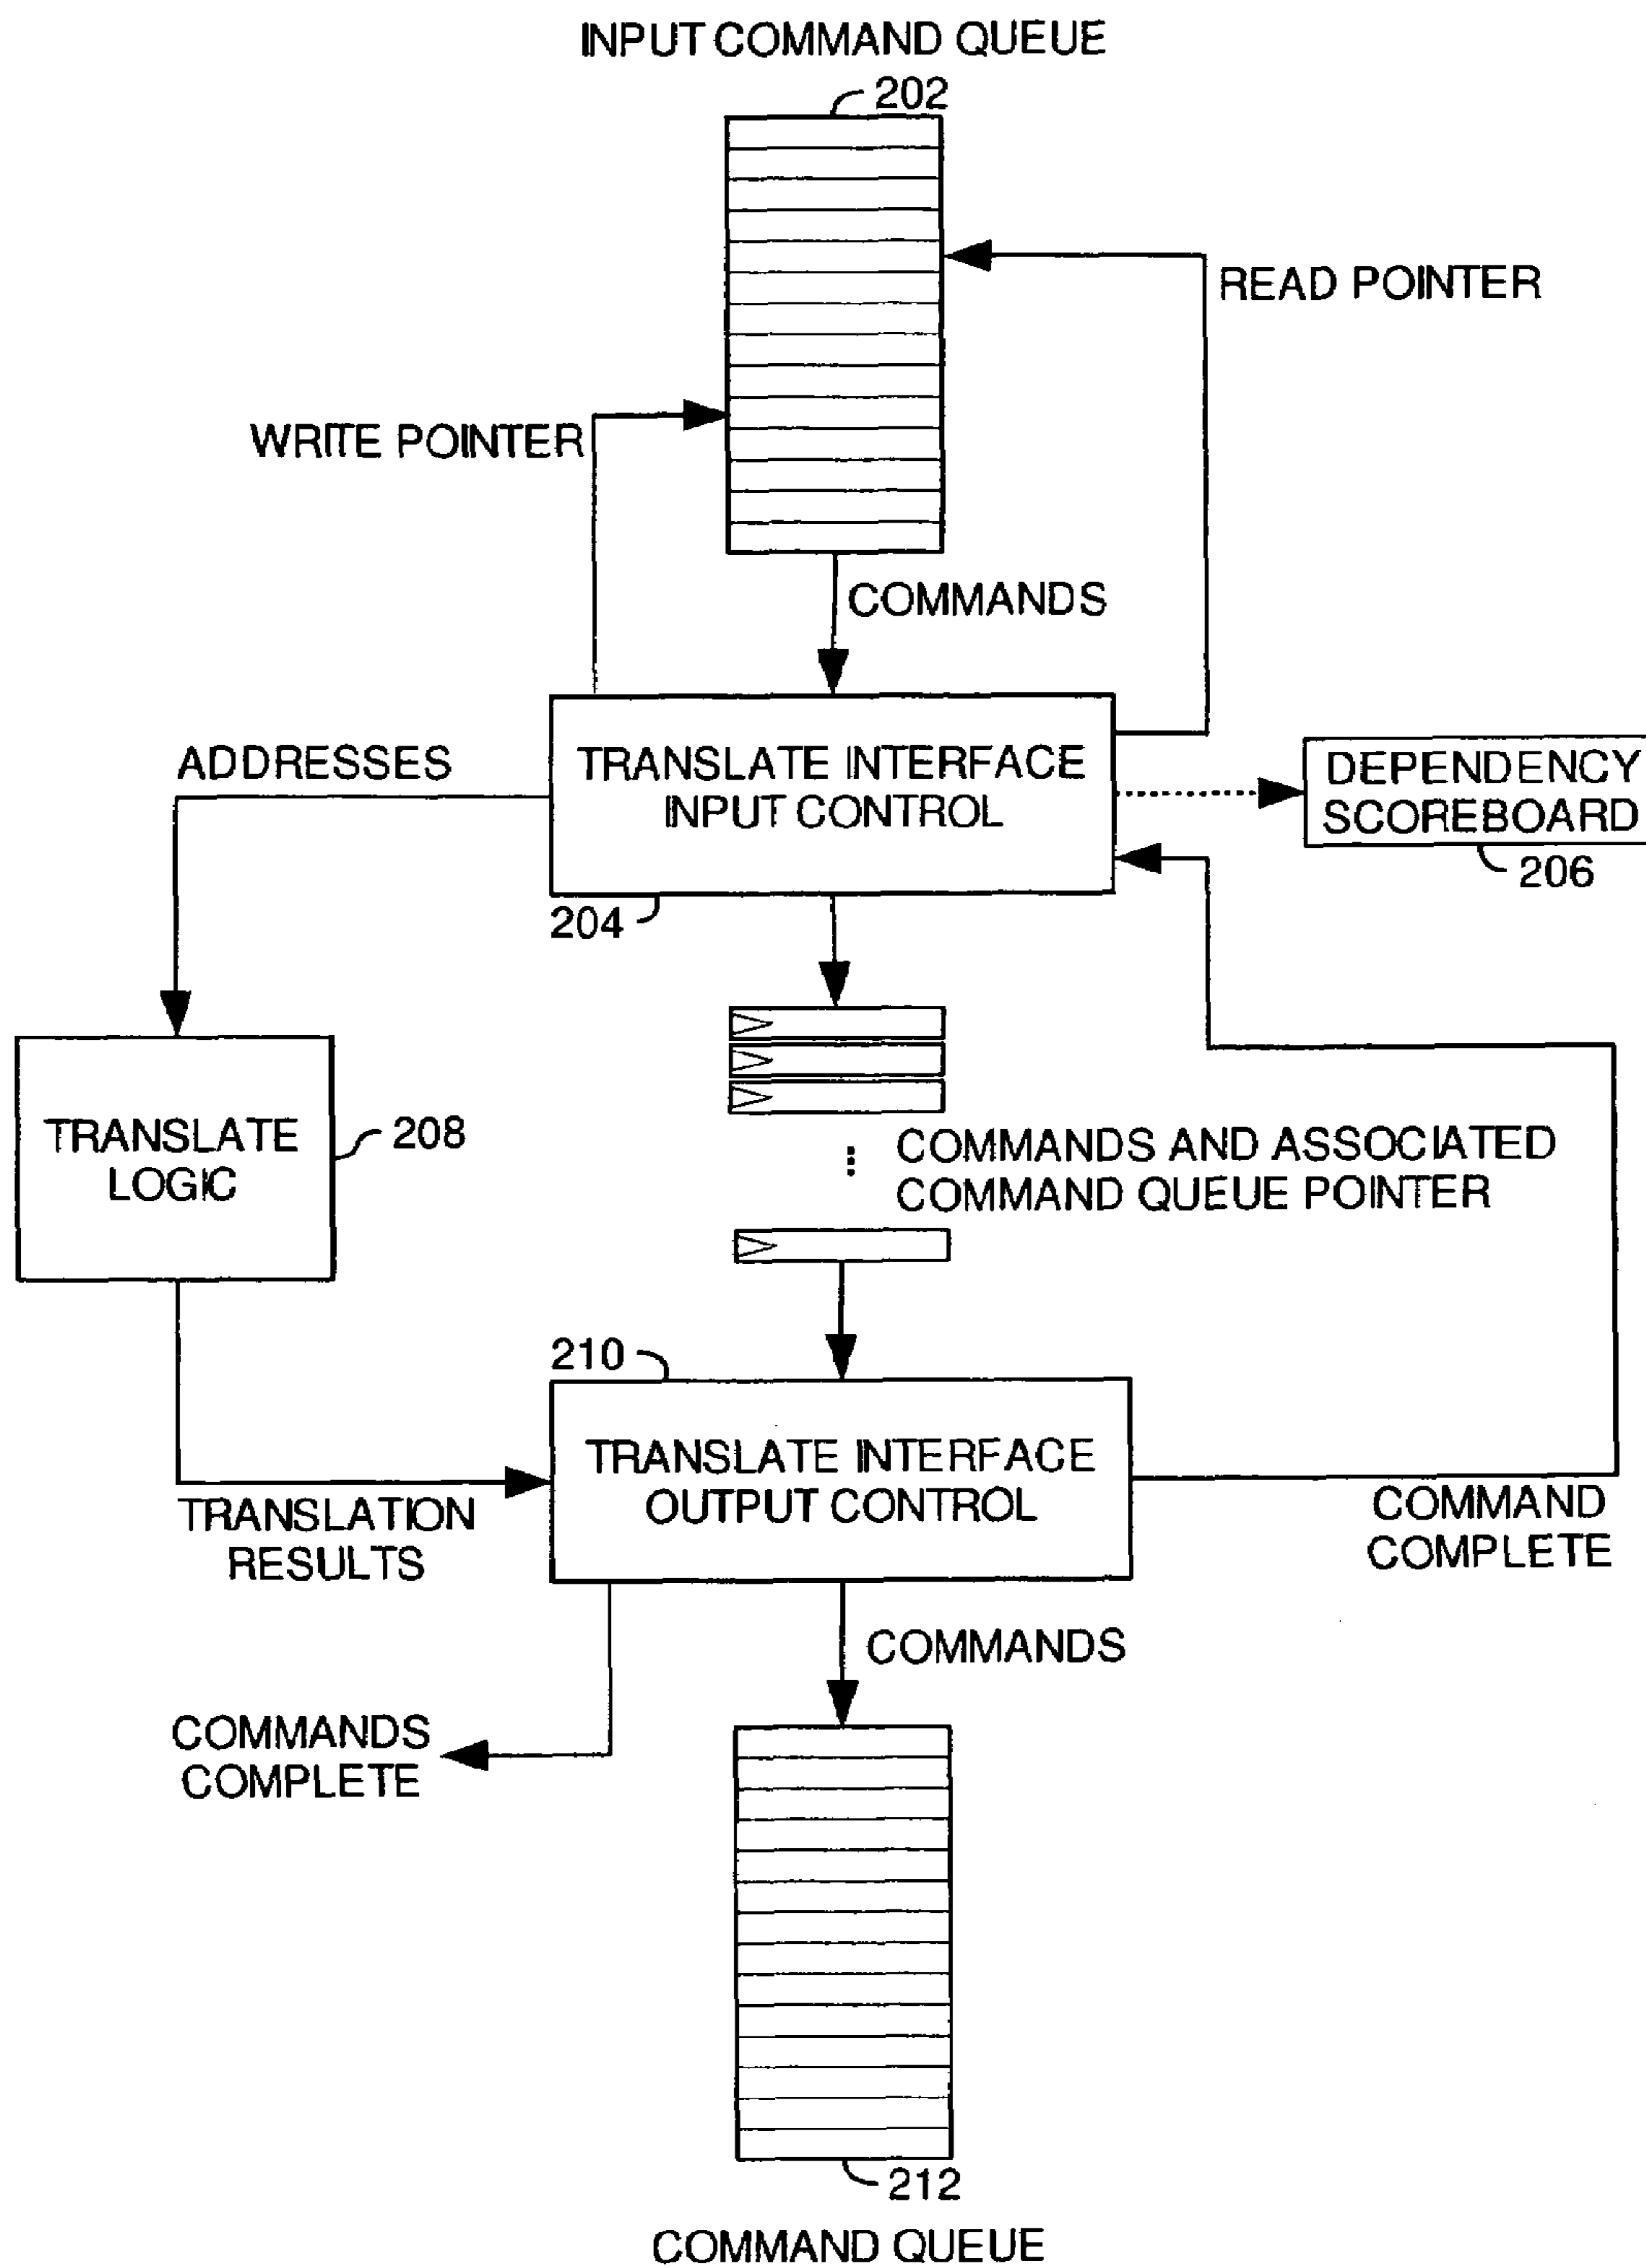 INPUT COMMAND QUEUE
202
READ POINTER
WRITE POINTER
COMMANDS
ADDRESSES
TRANSLATE INTERFACE
INPUT CONTROL
DEPENDENCY
SCOREBOARD
206
204
TRANSLATE
LOGIC
208
COMMANDS AND ASSOCIATED
COMMAND QUEUE POINTER
210
TRANSLATE INTERFACE
OUTPUT CONTROL
TRANSLATION
RESULTS
COMMAND
COMPLETE
COMMANDS
COMMANDS
COMPLETE
212
COMMAND QUEUE